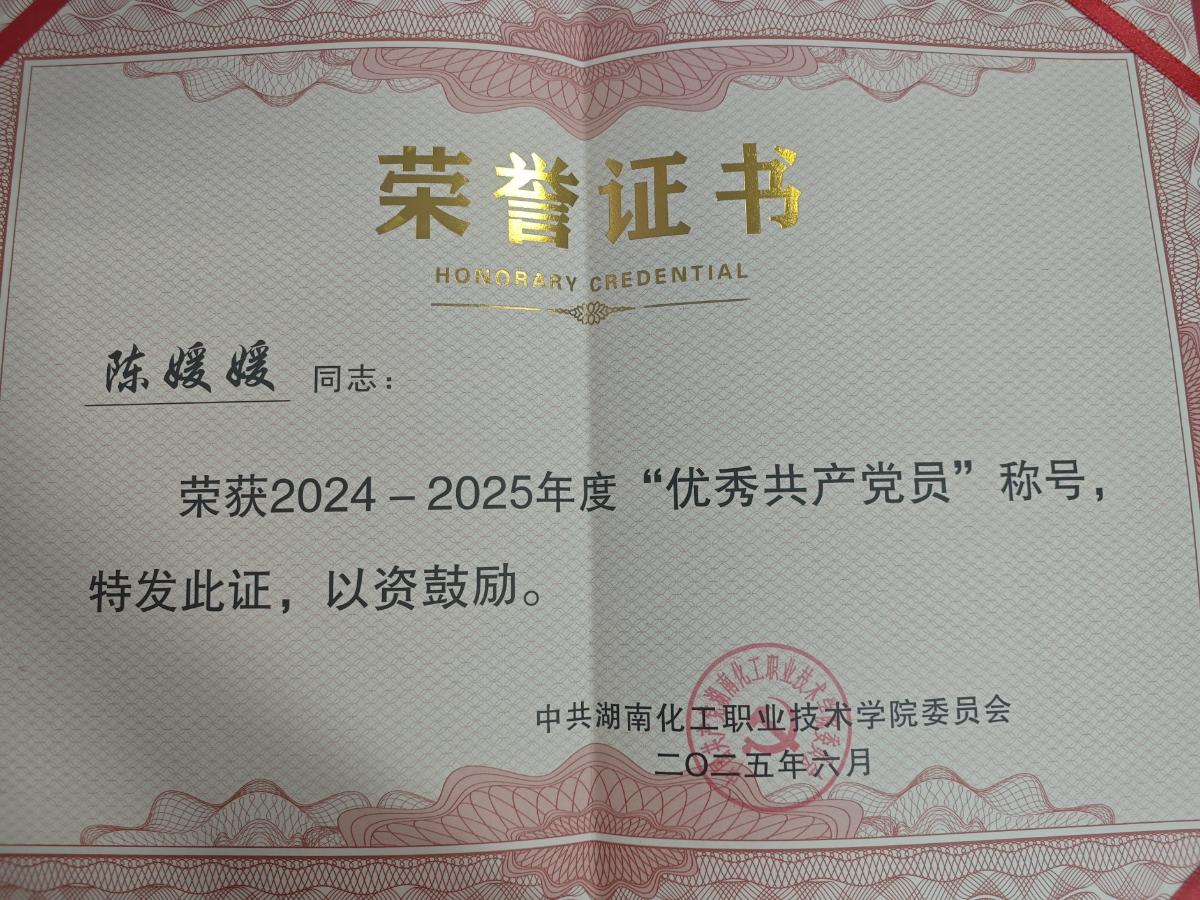 荣誉证书
HONORARY CREDENTIAL
陈媛媛 同志：
荣获2024－2025年度“优秀共产党员”称号，
特发此证，以资鼓励。
中共湖南化工职业技术学院委员会
二〇二五年六月